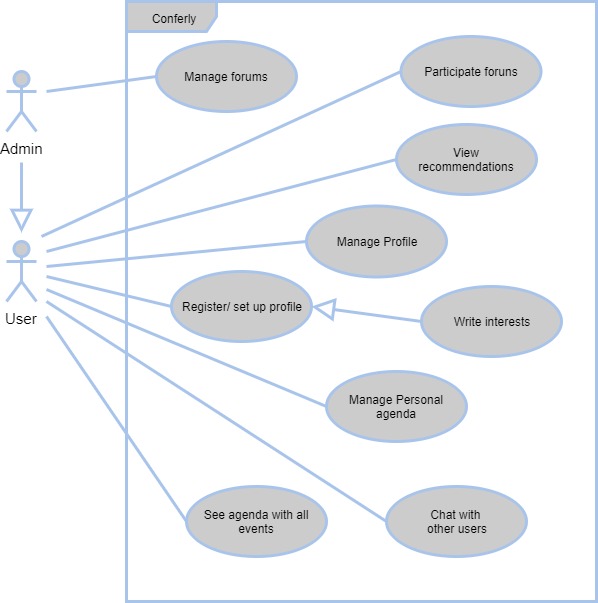 Conferly
Manage forums
Participate foruns
Admin
View
recommendations
Manage Profile
User
Register/ set up profile
Write interests
Manage Personal
agenda
See agenda with all
events
Chat with
other users